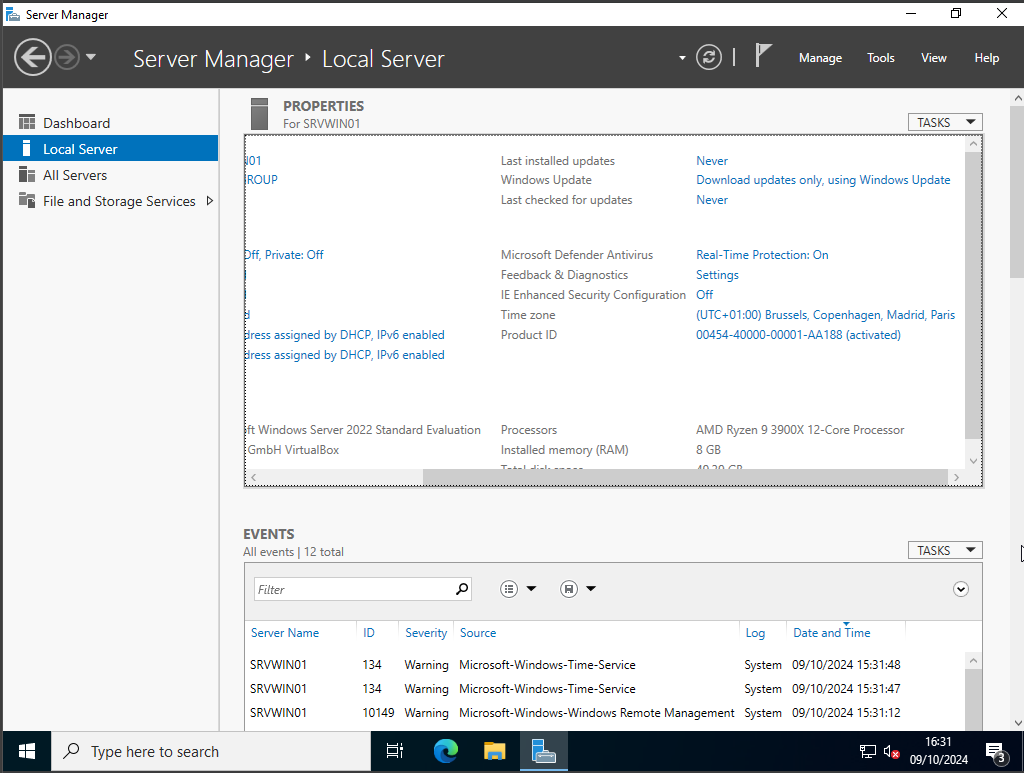 Server Manager
Server Manager ‣ Local Server
Manage Tools View Help
Dashboard
Local Server
All Servers
File and Storage Services
PROPERTIES
For SRVWIN01
TASKS
Last installed updates Never
Windows Update Download updates only, using Windows Update
Last checked for updates Never
Off, Private: Off Microsoft Defender Antivirus Real-Time Protection: On
Feedback & Diagnostics Settings
IE Enhanced Security Configuration Off
Time zone (UTC+01:00) Brussels, Copenhagen, Madrid, Paris
dress assigned by DHCP, IPv6 enabled Product ID 00454-40000-00001-AA188 (activated)
dress assigned by DHCP, IPv6 enabled
ft Windows Server 2022 Standard Evaluation Processors AMD Ryzen 9 3900X 12-Core Processor
GmbH VirtualBox Installed memory (RAM) 8 GB
Total disk space
EVENTS
All events | 12 total
TASKS
Filter
Server Name ID Severity Source Log Date and Time
SRVWIN01 134 Warning Microsoft-Windows-Time-Service System 09/10/2024 15:31:48
SRVWIN01 134 Warning Microsoft-Windows-Time-Service System 09/10/2024 15:31:47
SRVWIN01 10149 Warning Microsoft-Windows-Windows Remote Management System 09/10/2024 15:31:12
Type here to search
16:31
09/10/2024
3